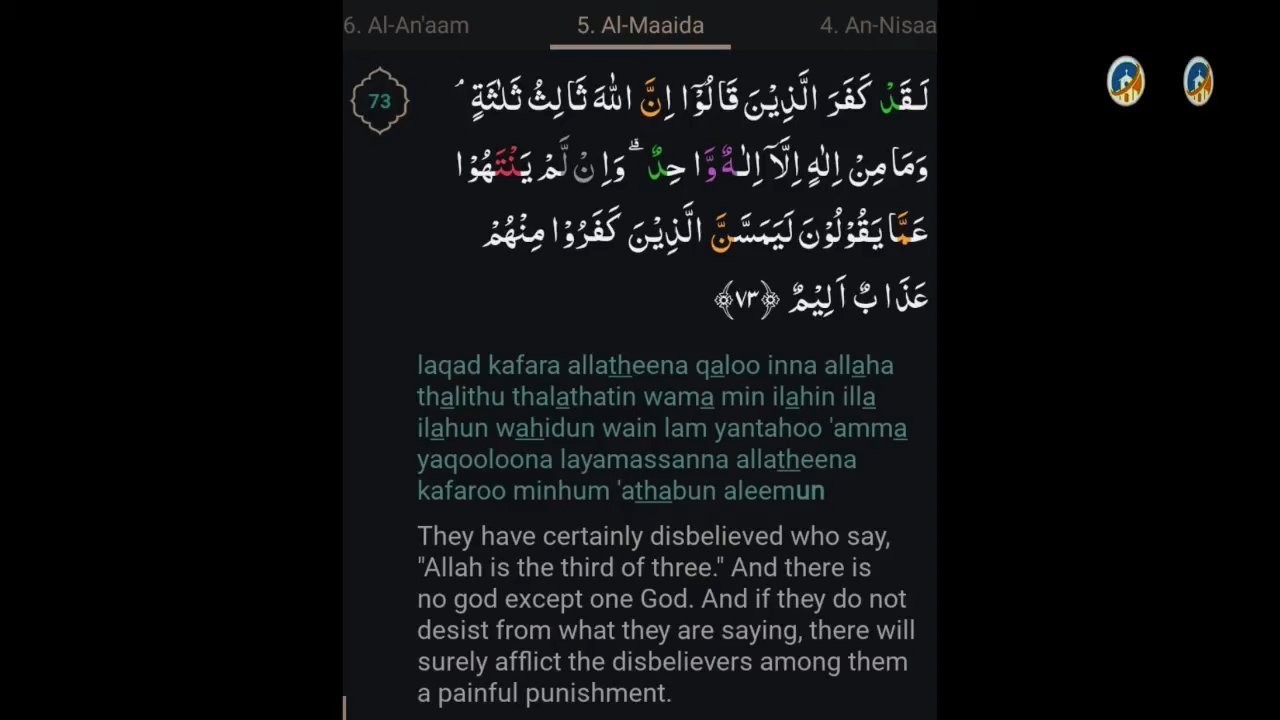 6. Al-An'aam 5. Al-Maaida 4. An-Nisaa
73
لَقَدْ كَفَرَ الَّذِيْنَ قَالُوْٓا اِنَّ اللّٰهَ ثَالِثُ ثَلٰثَةٍ ۘ
وَمَا مِنْ اِلٰهٍ اِلَّآ اِلٰهٌ وَّاحِدٌ ۗ وَاِنْ لَّمْ يَنْتَهُوْا
عَمَّا يَقُوْلُوْنَ لَيَمَسَّنَّ الَّذِيْنَ كَفَرُوْا مِنْهُمْ
عَذَابٌ اَلِيْمٌ ﴿٧٣﴾
laqad kafara allatheena qaloo inna allaha
thalithu thalathatin wama min ilahin illa
ilahun wahidun wain lam yantahoo 'amma
yaqooloona layamassanna allatheena
kafaroo minhum 'athabun aleemun
They have certainly disbelieved who say,
"Allah is the third of three." And there is
no god except one God. And if they do not
desist from what they are saying, there will
surely afflict the disbelievers among them
a painful punishment.